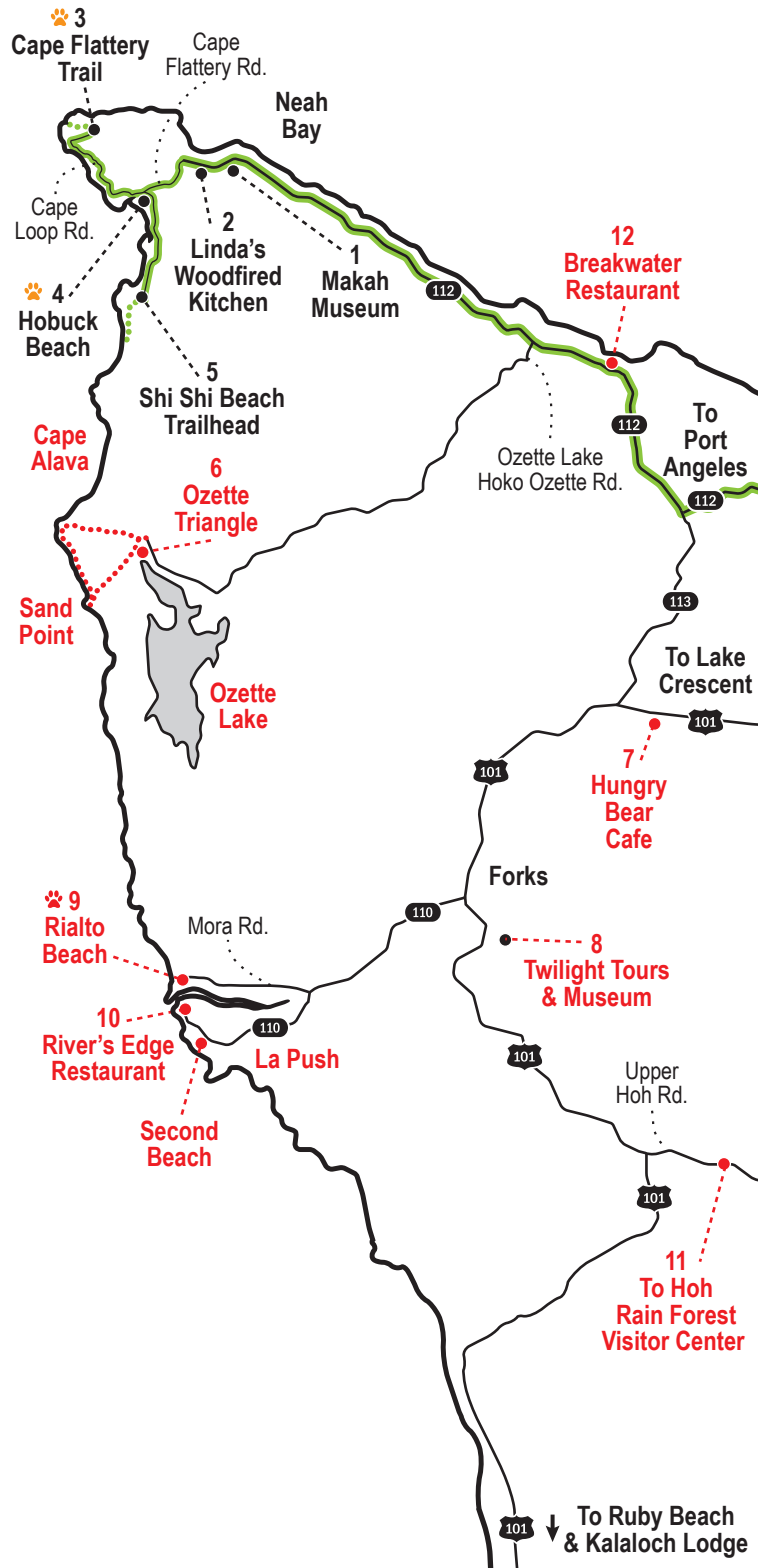 3
Cape Flattery
Trail
Cape
Flattery Rd.
Neah
Bay
Cape
Loop Rd.
2
Linda’s
Woodfired
Kitchen
1
Makah
Museum
12
Breakwater
Restaurant
4
Hobuck
Beach
112
5
Shi Shi Beach
Trailhead
112
To
Port
Angeles
Cape
Alava
6
Ozette
Triangle
Ozette Lake
Hoko Ozette Rd.
112
Sand
Point
113
Ozette
Lake
To Lake
Crescent
101
101
7
Hungry
Bear
Cafe
Forks
9
Rialto
Beach
Mora Rd.
110
8
Twilight Tours
& Museum
10
River’s Edge
Restaurant
110
La Push
101
Second
Beach
Upper
Hoh Rd.
101
11
To Hoh
Rain Forest
Visitor Center
101
To Ruby Beach
& Kalaloch Lodge